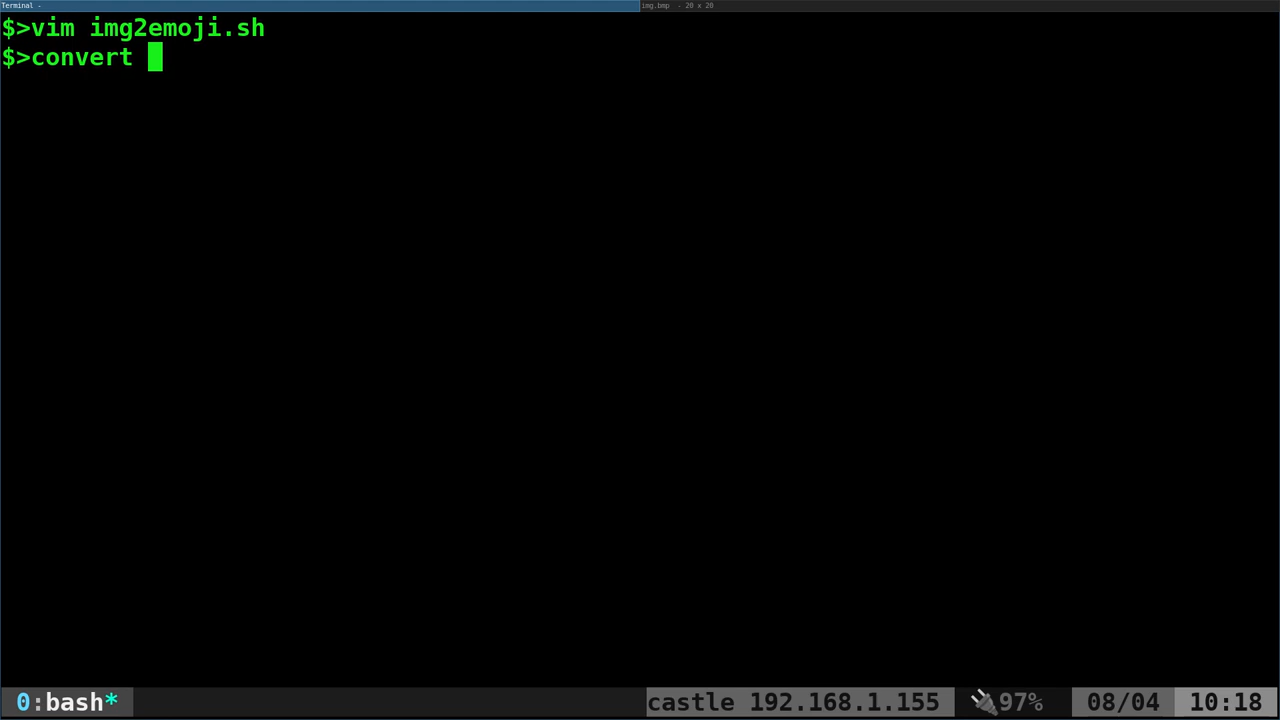 Terminal -
img.bmp - 20 x 20
$>vim img2emoji.sh
$>convert
0:bash*
castle 192.168.1.155
🔌97%
08/04
10:18